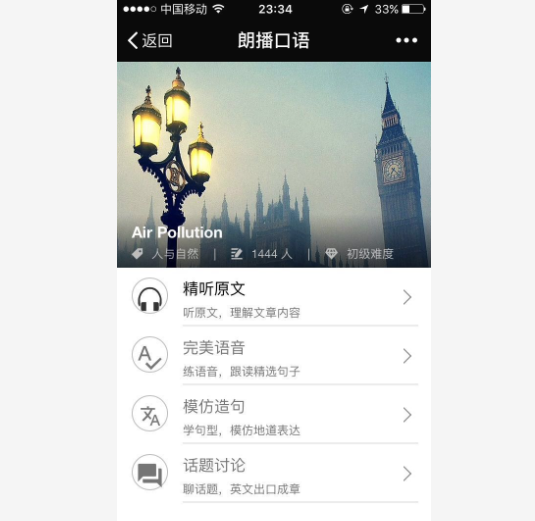 中国移动 23:34 33%
返回 朗播口语
Air Pollution
人与自然 | 1444 人 | 初级难度
精听原文
听原文，理解文章内容
完美语音
练语音，跟读精选句子
模仿造句
学句型，模仿地道表达
话题讨论
聊话题，英文出口成章